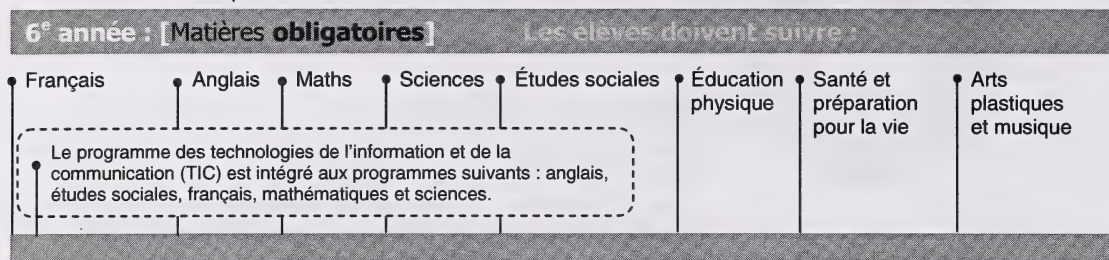 6e année : [Matières obligatoires] Les élèves doivent suivre :
Français
Anglais
Maths
Sciences
Études sociales
Éducation
physique
Santé et
préparation
pour la vie
Arts
plastiques
et musique
Le programme des technologies de l'information et de la
communication (TIC) est intégré aux programmes suivants : anglais,
études sociales, français, mathématiques et sciences.